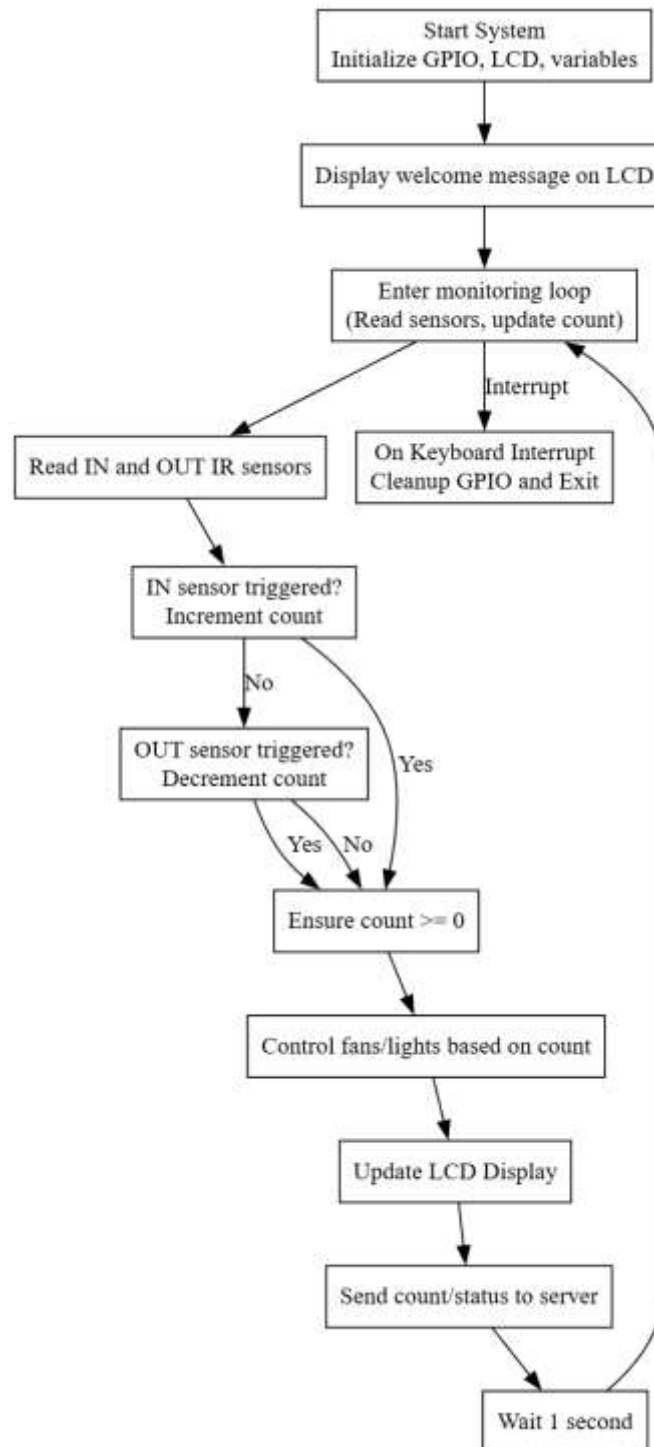 Start System
Initialize GPIO, LCD, variables
Display welcome message on LCD
Enter monitoring loop
(Read sensors, update count)
Interrupt
Read IN and OUT IR sensors
On Keyboard Interrupt
Cleanup GPIO and Exit
IN sensor triggered?
Increment count
No
OUT sensor triggered?
Decrement count
Yes
Yes
No
Ensure count >= 0
Control fans/lights based on count
Update LCD Display
Send count/status to server
Wait 1 second